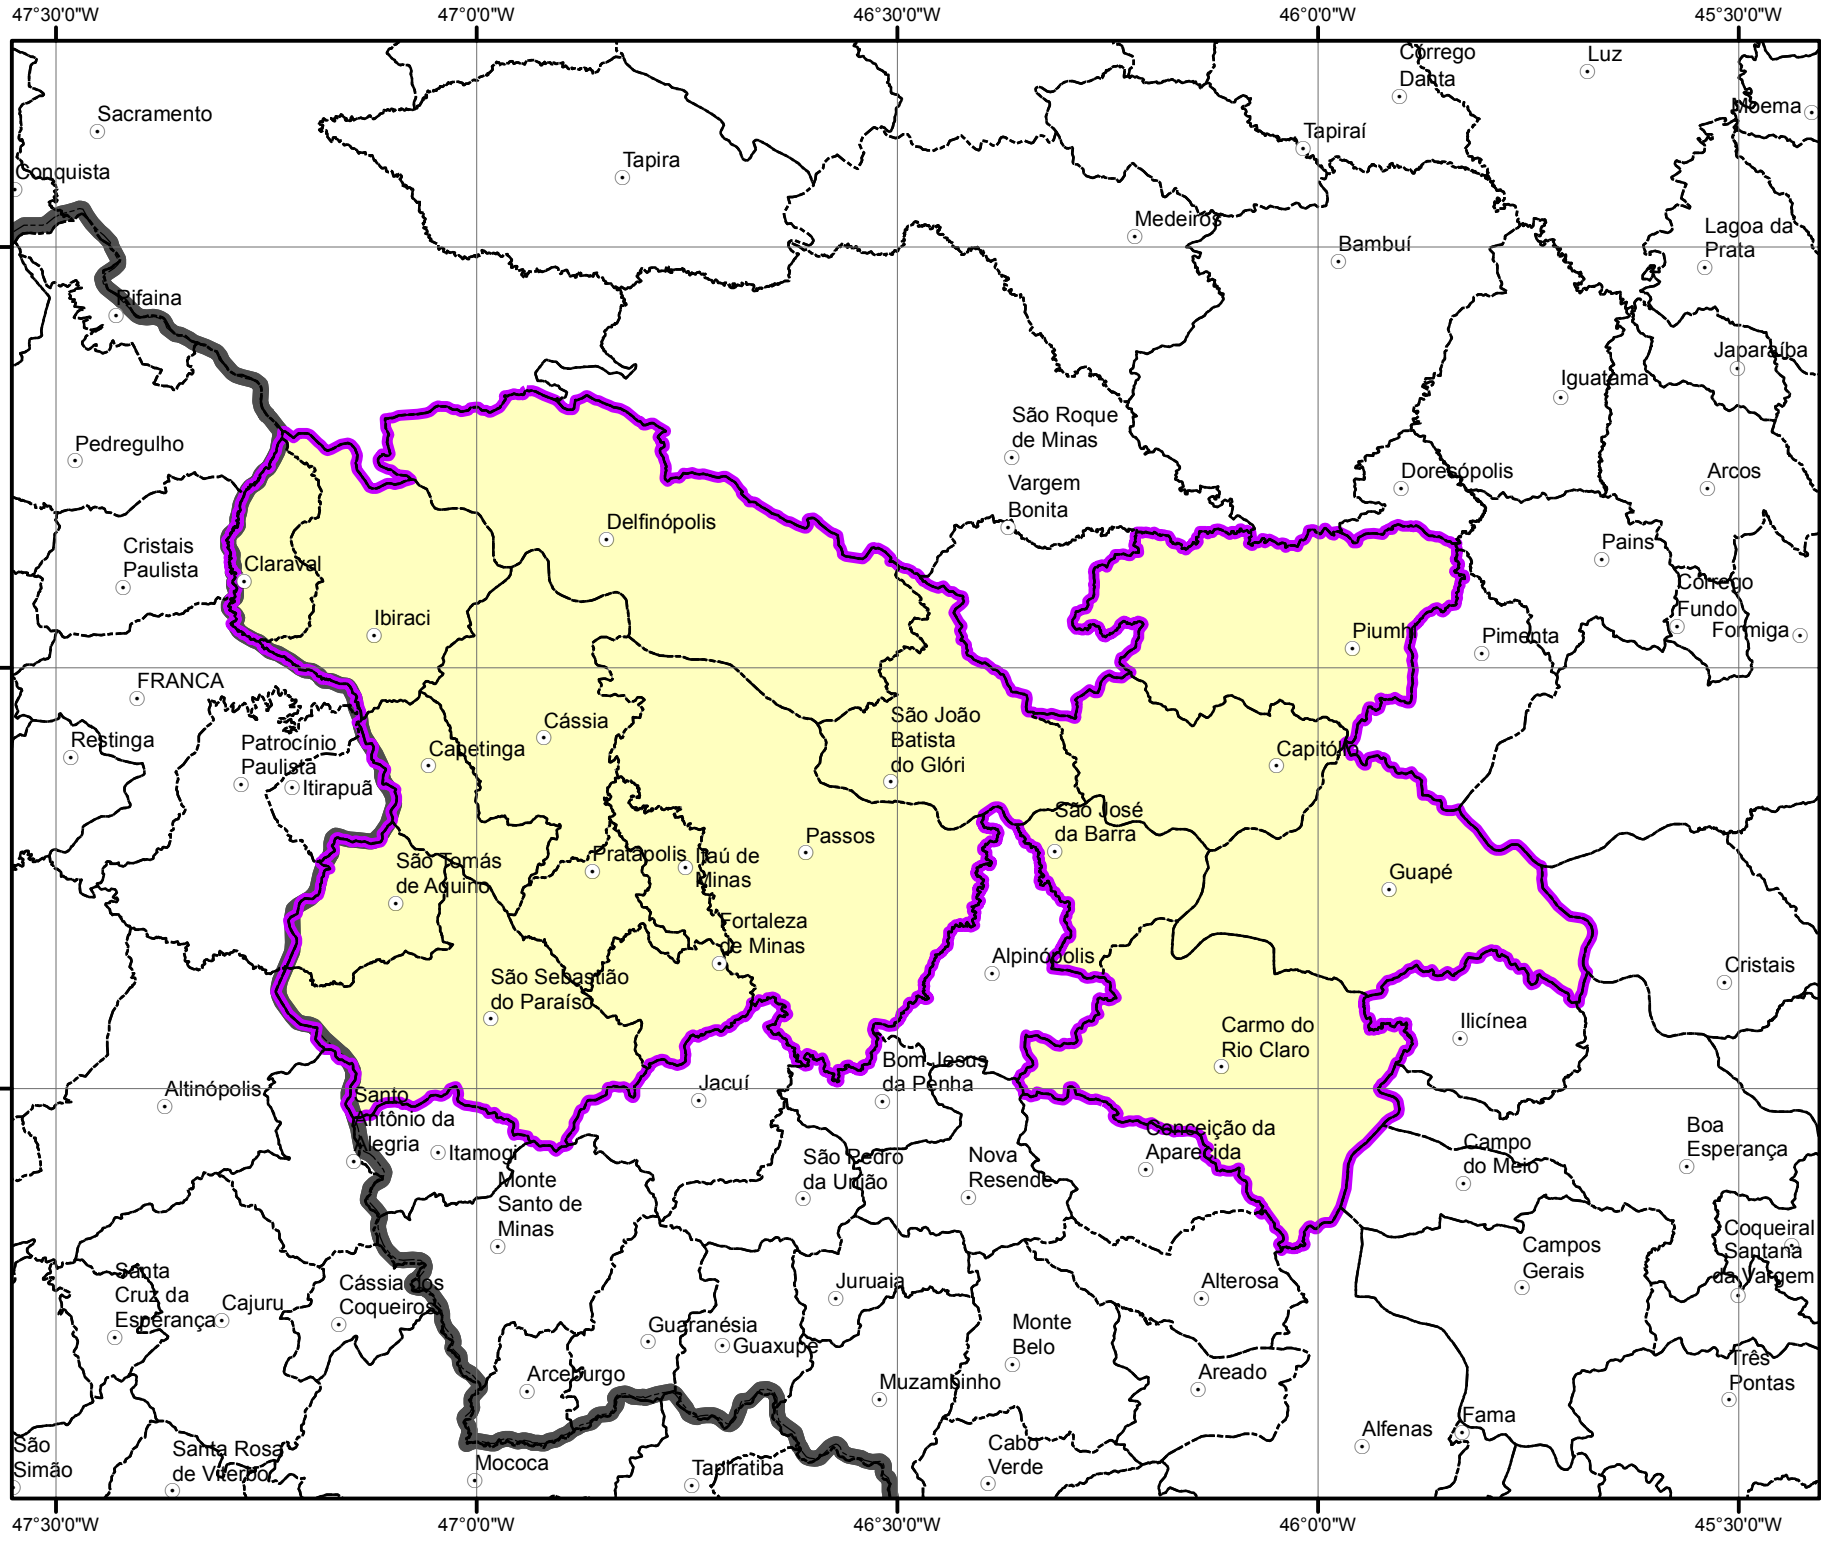 47°30'0"W
47°0'0"W
46°30'0"W
46°0'0"W
45°30'0"W
Córrego
Danta
Luz
Moema
Sacramento
Tapiraí
Tapira
Conquista
Medeiros
Bambuí
Lagoa da
Prata
Rifaina
Japaraíba
Iguatama
São Roque
de Minas
Pedregulho
Doresópolis
Arcos
Vargem
Bonita
Delfinópolis
Cristais
Paulista
Claraval
Pains
Córrego
Fundo
Formiga
Ibiraci
Piumhi
Pimenta
FRANCA
Cássia
São João
Batista
do Glóri
Restinga
Patrocínio
Paulista
Itirapuã
Capetinga
Capitólio
São José
da Barra
Passos
São Tomás
de Aquino
Pratápolis
Itaú de
Minas
Guapé
Fortaleza
de Minas
Alpinópolis
Cristais
São Sebastião
do Paraíso
Carmo do
Rio Claro
Ilicínea
Bom Jesus
da Penha
Altinópolis
Jacuí
Santo
Antônio da
Alegria
Itamogi
Conceição da
Aparecida
Boa
Esperança
Campo
do Meio
São Pedro
da União
Nova
Resende
Monte
Santo de
Minas
Coqueiral
Santana
da Vargem
Campos
Gerais
Santa
Cruz da
Esperança
Cajuru
Cássia dos
Coqueiros
Juruaia
Alterosa
Guaranésia
Guaxupé
Monte
Belo
Arceburgo
Muzambinho
Areado
Três
Pontas
Alfenas
Fama
São
Simão
Santa Rosa
de Viterbo
Mococa
Tapiratiba
Cabo
Verde
47°30'0"W
47°0'0"W
46°30'0"W
46°0'0"W
45°30'0"W